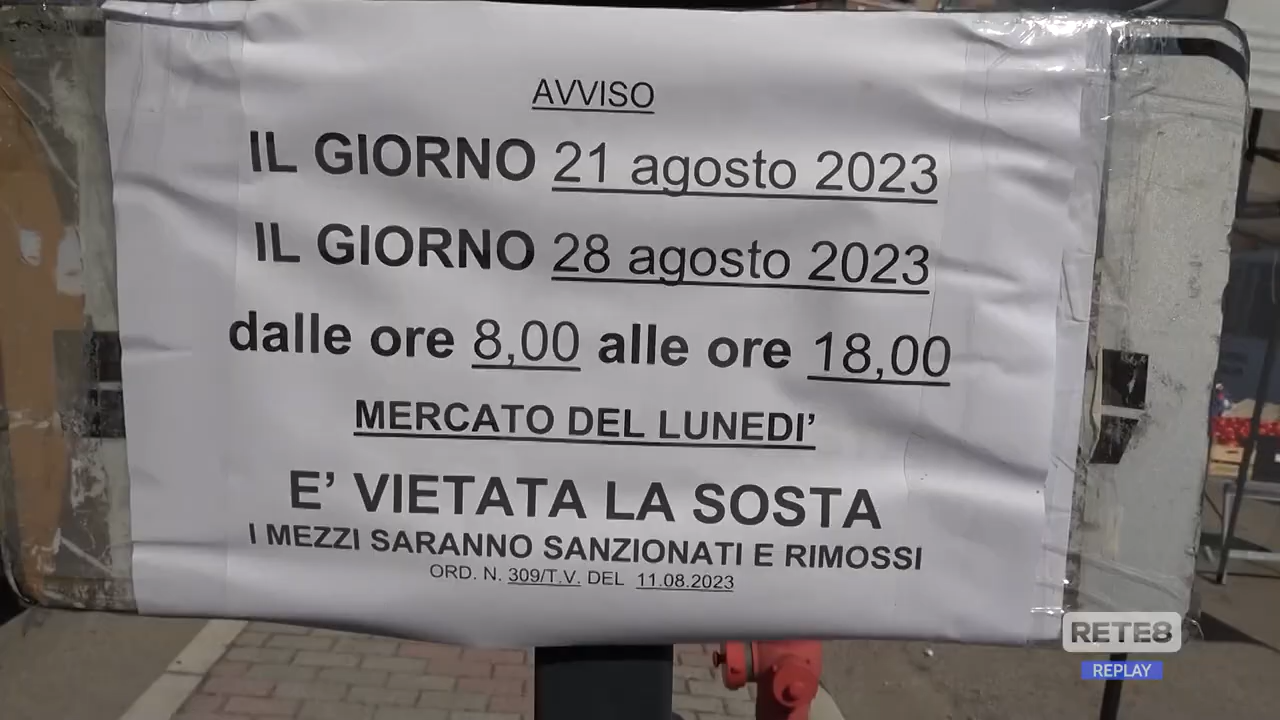 AVVISO
IL GIORNO 21 agosto 2023
IL GIORNO 28 agosto 2023
dalle ore 8,00 alle ore 18,00
MERCATO DEL LUNEDI’
E’ VIETATA LA SOSTA
I MEZZI SARANNO SANZIONATI E RIMOSSI
ORD. N. 309/T.V. DEL 11.08.2023
RETE8
REPLAY